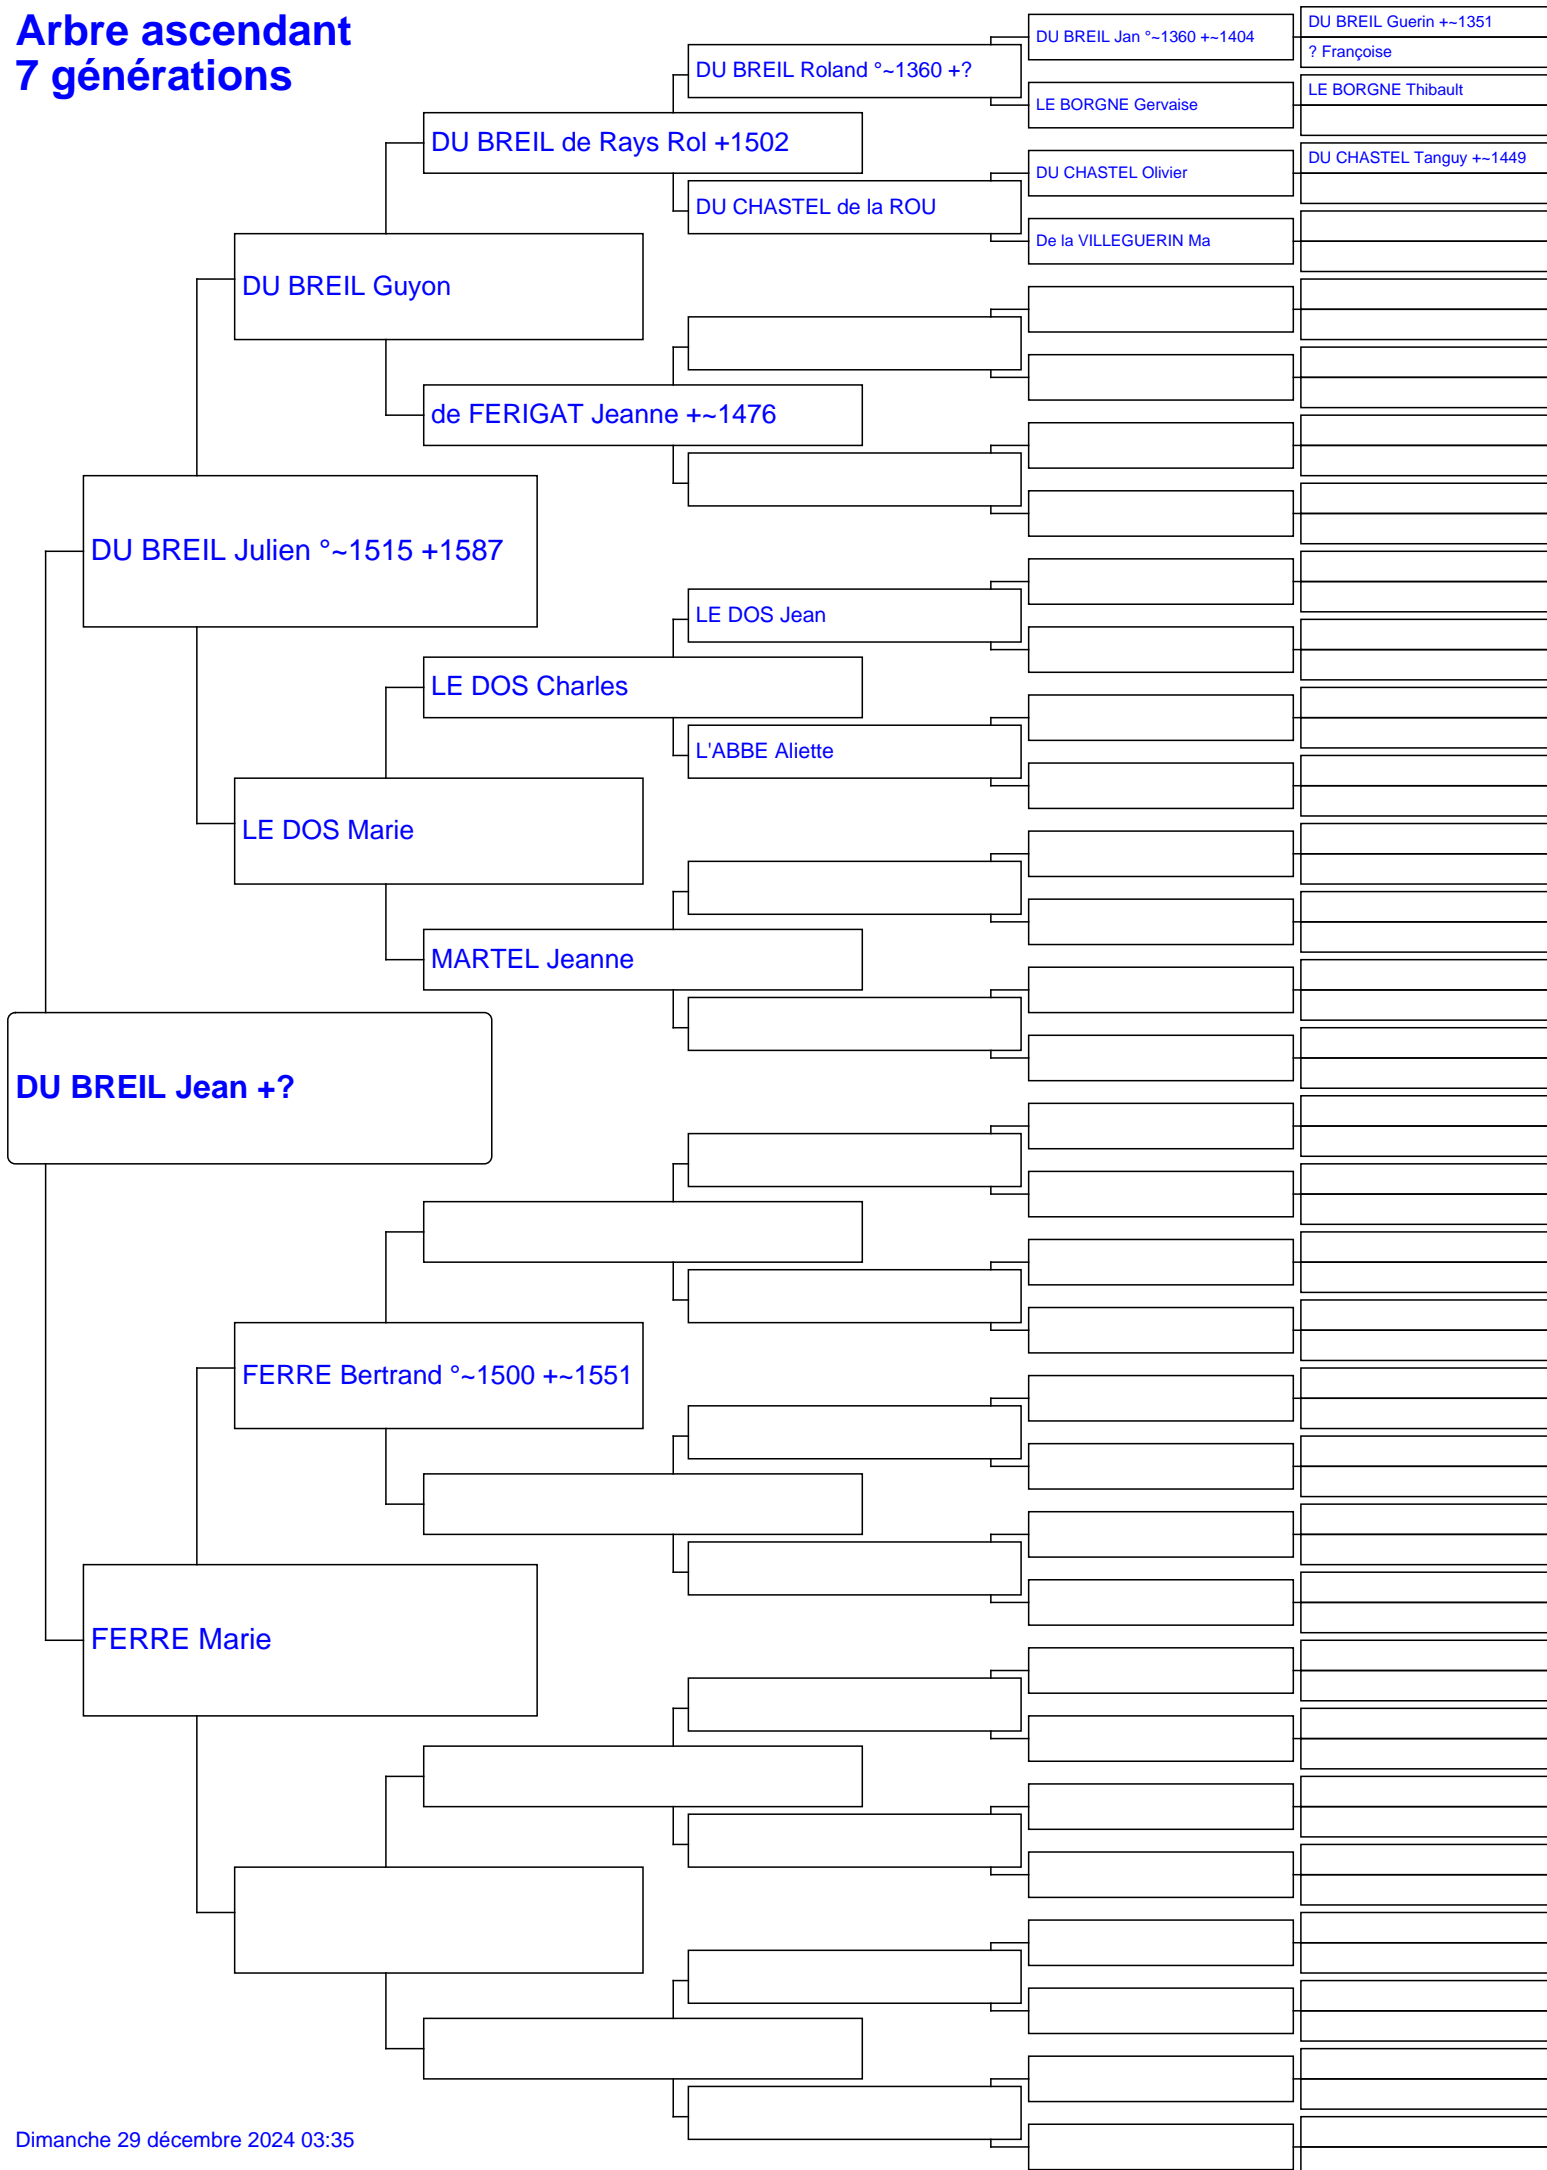 Arbre ascendant
7 générations
DU BREIL Guerin +~1351
? Françoise
DU BREIL Jan °~1360 +~1404
DU BREIL Roland °~1360 +?
LE BORGNE Thibault
LE BORGNE Gervaise
DU BREIL de Rays Rol +1502
DU CHASTEL Tanguy +~1449
DU CHASTEL Olivier
DU CHASTEL de la ROU
De la VILLEGUERIN Ma
DU BREIL Guyon
de FERIGAT Jeanne +~1476
DU BREIL Julien °~1515 +1587
LE DOS Jean
LE DOS Charles
L'ABBE Aliette
LE DOS Marie
MARTEL Jeanne
DU BREIL Jean +?
FERRE Bertrand °~1500 +~1551
FERRE Marie
Dimanche 29 décembre 2024 03:35